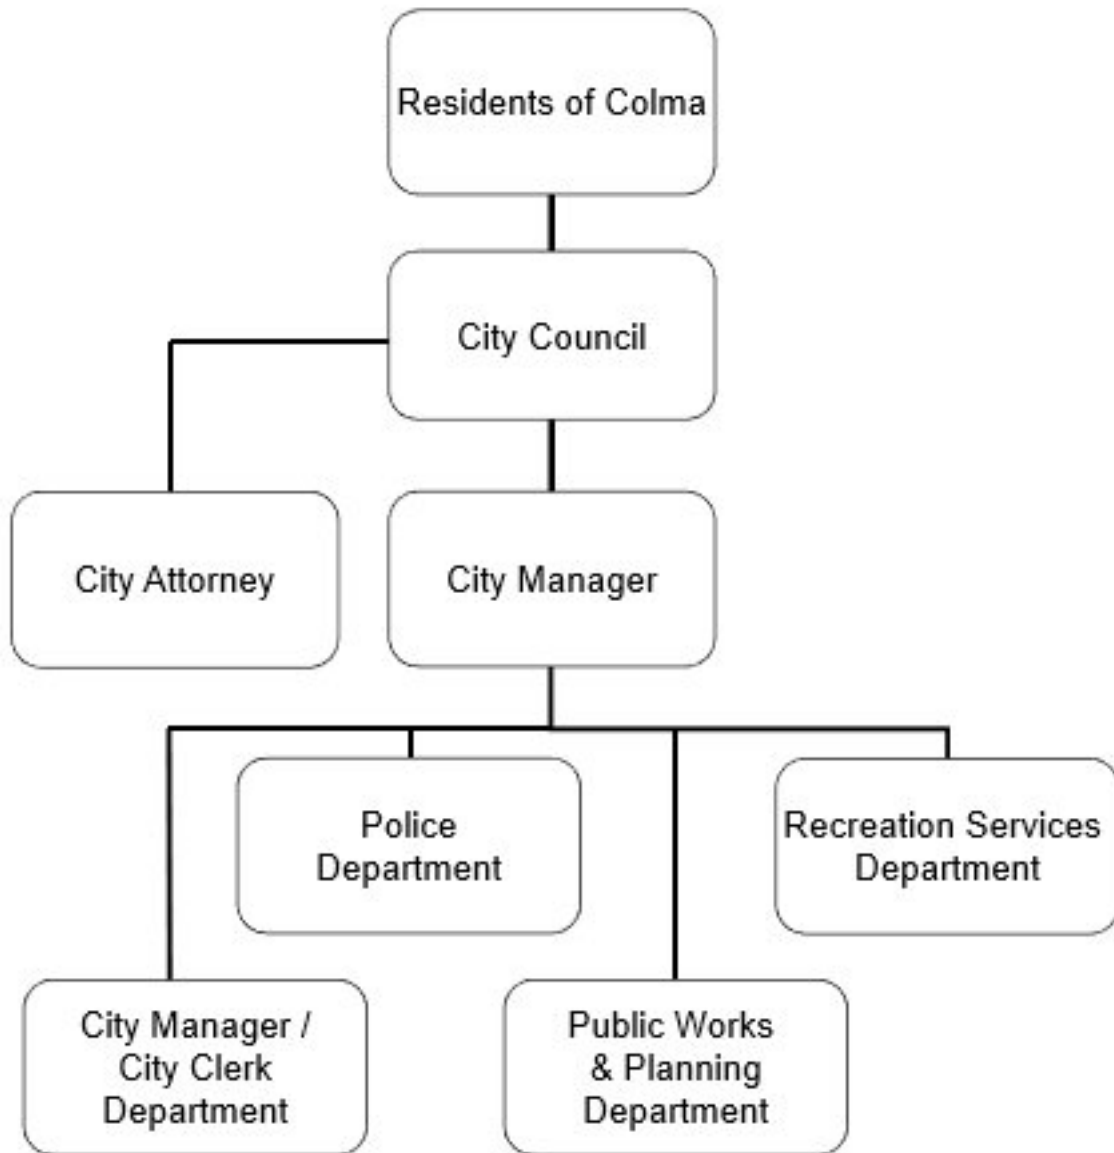 Residents of Colma
City Council
City Attorney
City Manager
Police
Department
Recreation Services
Department
City Manager /
City Clerk
Department
Public Works
& Planning
Department